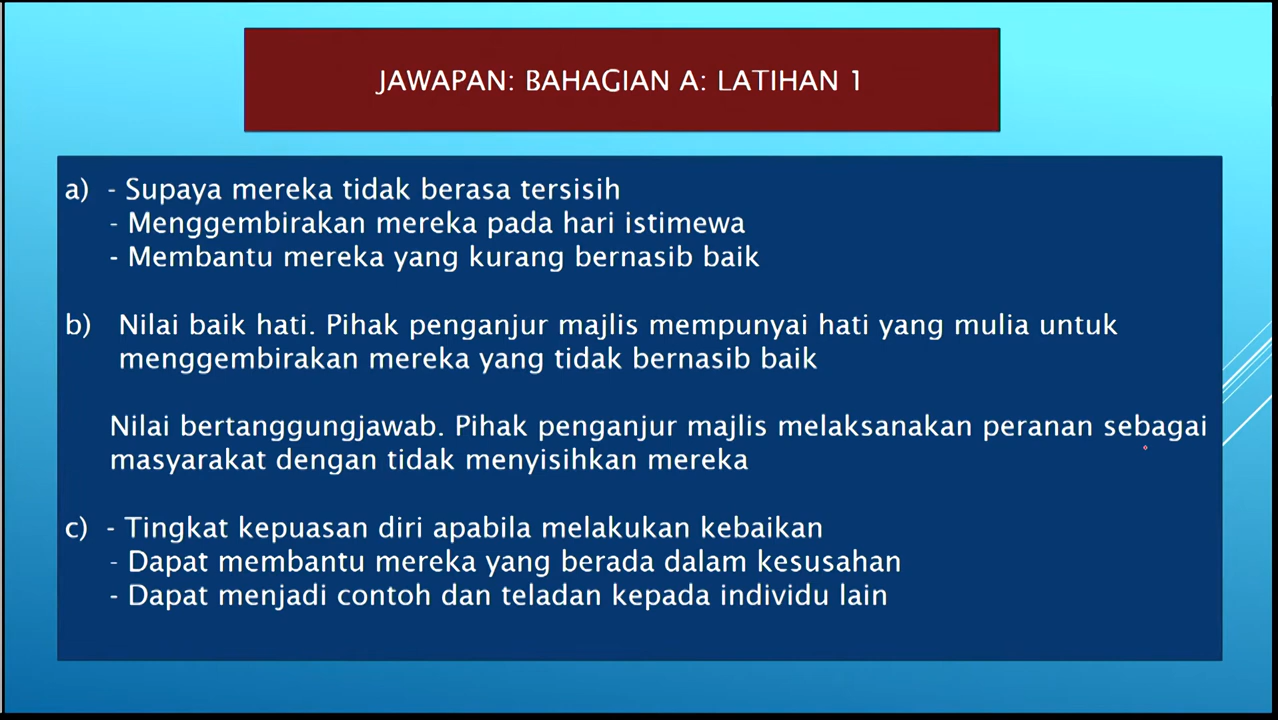 JAWAPAN: BAHAGIAN A: LATIHAN 1
a) - Supaya mereka tidak berasa tersisih
- Menggembirakan mereka pada hari istimewa
- Membantu mereka yang kurang bernasib baik
b) Nilai baik hati. Pihak penganjur majlis mempunyai hati yang mulia untuk
menggembirakan mereka yang tidak bernasib baik
Nilai bertanggungjawab. Pihak penganjur majlis melaksanakan peranan sebagai
masyarakat dengan tidak menyisihkan mereka
c) - Tingkat kepuasan diri apabila melakukan kebaikan
- Dapat membantu mereka yang berada dalam kesusahan
- Dapat menjadi contoh dan teladan kepada individu lain